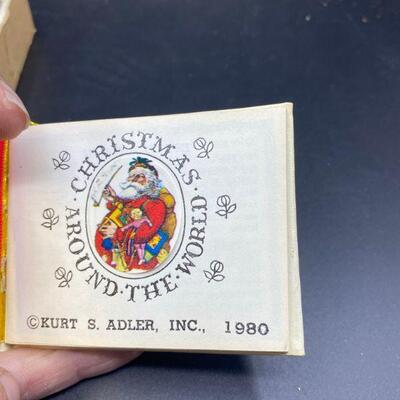 ·CHRISTMAS·
AROUND·THE·WORLD
©KURT S. ADLER, INC., 1980